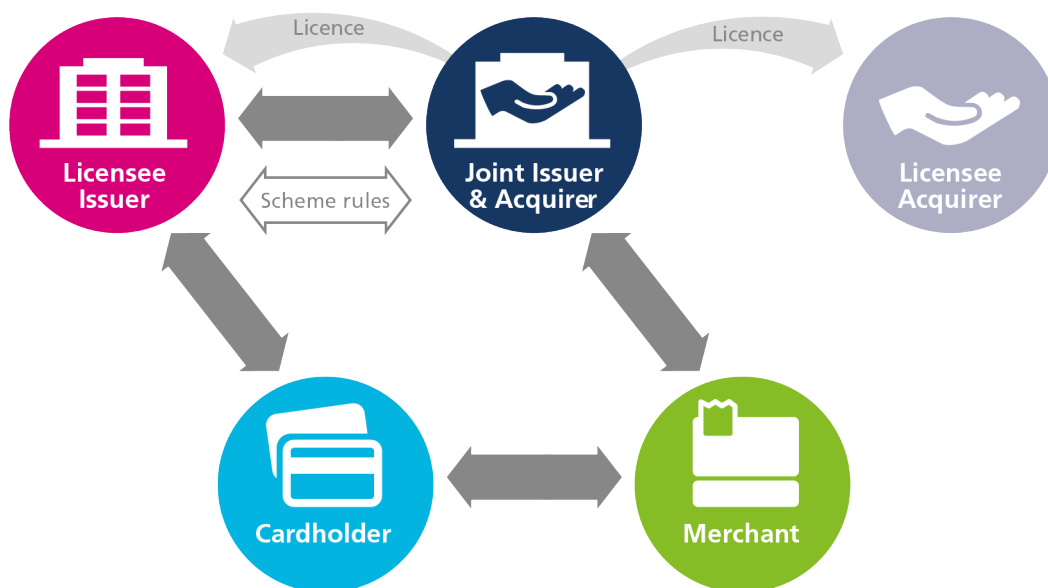 Licence
Licence
Licensee
Issuer
Scheme rules
Joint Issuer
& Acquirer
Licensee
Acquirer
Cardholder
Merchant